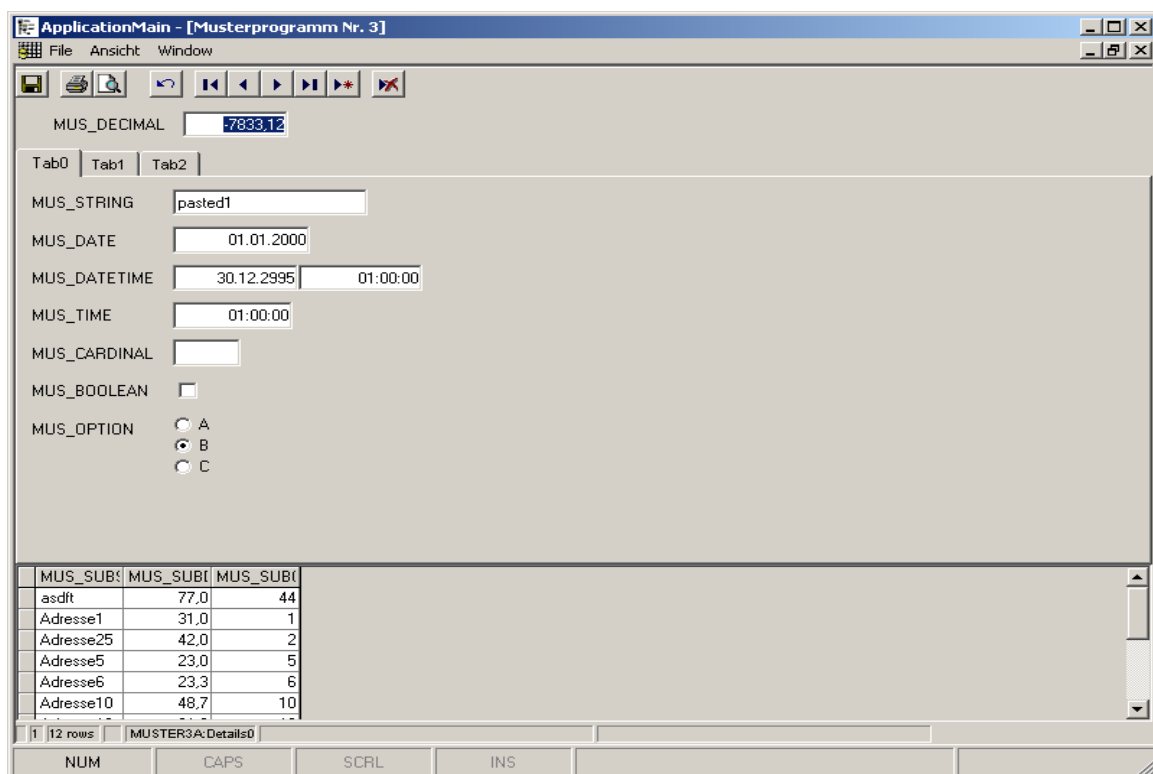 ApplicationMain - [Musterprogramm Nr. 3]
File Ansicht Window
MUS_DECIMAL -7833,12
Tab0 Tab1 Tab2
MUS_STRING pasted1
MUS_DATE 01.01.2000
MUS_DATETIME 30.12.2995 01:00:00
MUS_TIME 01:00:00
MUS_CARDINAL
MUS_BOOLEAN
MUS_OPTION A
B
C
MUS_SUBS MUS_SUBD MUS_SUBC
asdft 77,0 44
Adresse1 31,0 1
Adresse25 42,0 2
Adresse5 23,0 5
Adresse6 23,3 6
Adresse10 48,7 10
1 12 rows MUSTER3A:Details0
NUM CAPS SCRL INS